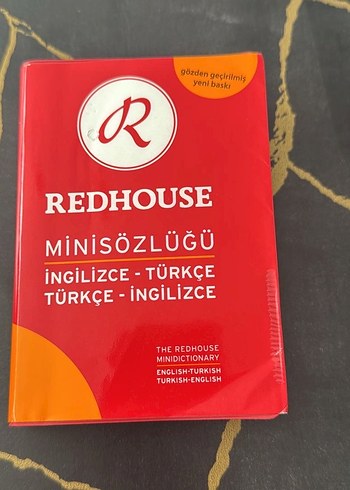 gözden geçirilmiş
yeni baskı
R
REDHOUSE
MİNİSÖZLÜĞÜ
İNGİLİZCE - TÜRKÇE
TÜRKÇE - İNGİLİZCE
THE REDHOUSE
MINIDICTIONARY
ENGLISH-TURKISH
TURKISH-ENGLISH